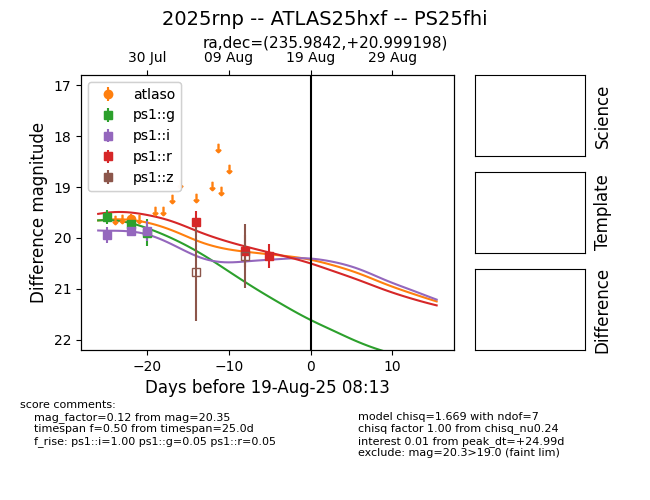 2025rnp -- ATLAS25hxf -- PS25fhi
ra,dec=(235.9842,+20.999198)
30 Jul 09 Aug 19 Aug 29 Aug
17
18
19
20
21
22
Difference magnitude
atlaso
ps1::g
ps1::i
ps1::r
ps1::z
−20 −10 0 10
Days before 19-Aug-25 08:13
Science
Template
Difference
score comments:
mag_factor=0.12 from mag=20.35
timespan f=0.50 from timespan=25.0d
f_rise: ps1::i=1.00 ps1::g=0.05 ps1::r=0.05
model chisq=1.669 with ndof=7
chisq factor 1.00 from chisq_nu0.24
interest 0.01 from peak_dt=+24.99d
exclude: mag=20.3>19.0 (faint lim)